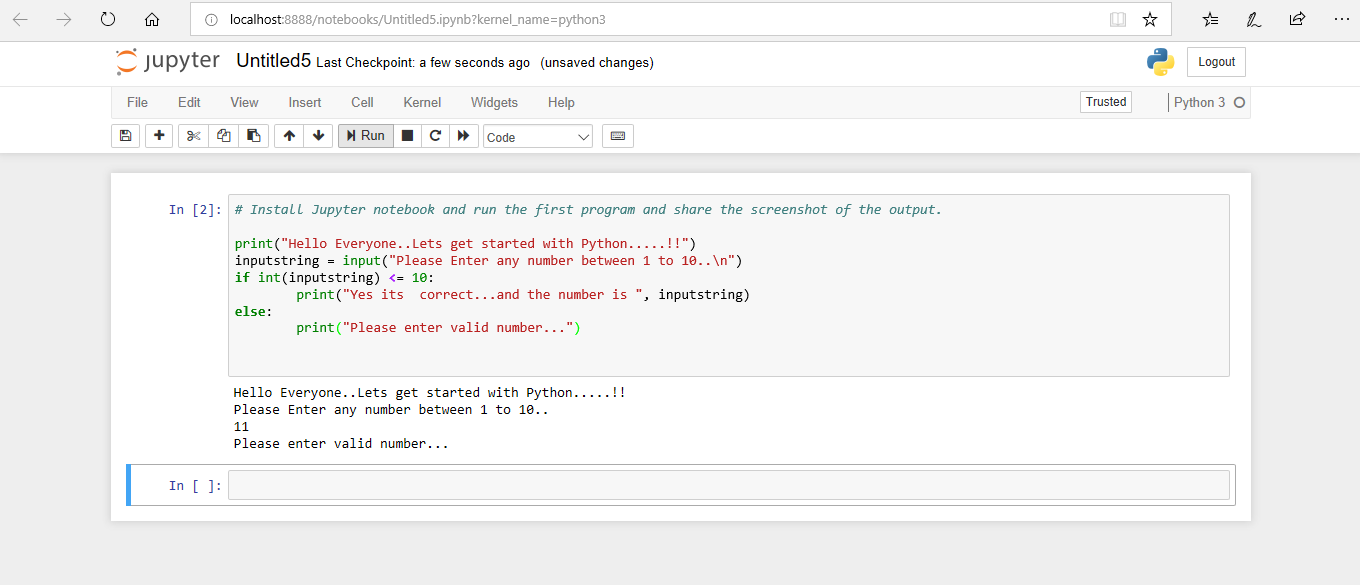 localhost:8888/notebooks/Untitled5.ipynb?kernel_name=python3
jupyter Untitled5 Last Checkpoint: a few seconds ago (unsaved changes) Logout
File Edit View Insert Cell Kernel Widgets Help Trusted Python 3
Run Code
In [2]: # Install Jupyter notebook and run the first program and share the screenshot of the output.
print("Hello Everyone..Lets get started with Python.....!!")
inputstring = input("Please Enter any number between 1 to 10..\n")
if int(inputstring) <= 10:
        print("Yes its  correct...and the number is ", inputstring)
else:
        print("Please enter valid number...")
Hello Everyone..Lets get started with Python.....!!
Please Enter any number between 1 to 10..
11
Please enter valid number...
In [ ]: